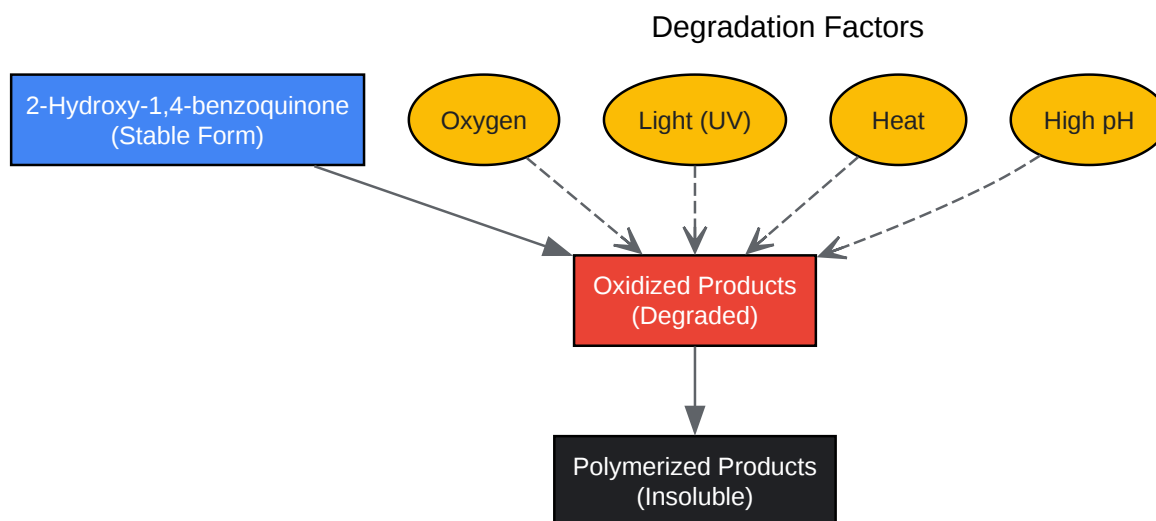 Degradation Factors
2-Hydroxy-1,4-benzoquinone
(Stable Form)
Oxygen
Light (UV)
Heat
High pH
Oxidized Products
(Degraded)
Polymerized Products
(Insoluble)